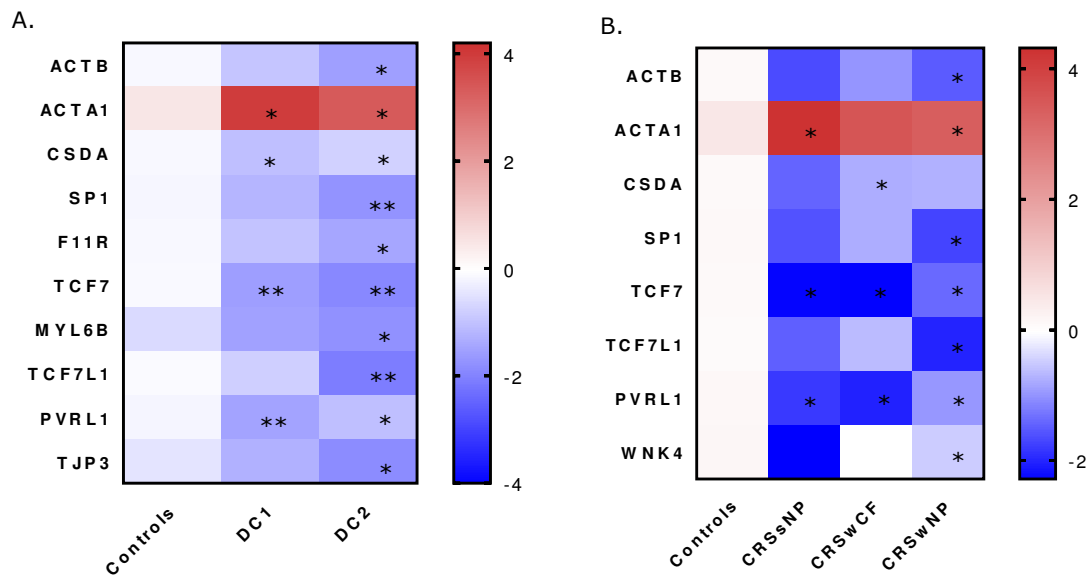 A.
ACTB *
ACTA1 * *
CSDA * *
SP1 **
F11R *
TCF7 ** **
MYL6B *
TCF7L1 **
PVRL1 ** *
TJP3 *
Controls DC1 DC2
4
2
0
-2
-4
B.
ACTB *
ACTA1 * *
CSDA *
SP1 *
TCF7 * * *
TCF7L1 *
PVRL1 * * *
WNK4 *
Controls CRSsNP CRSwCF CRSwNP
4
2
0
-2